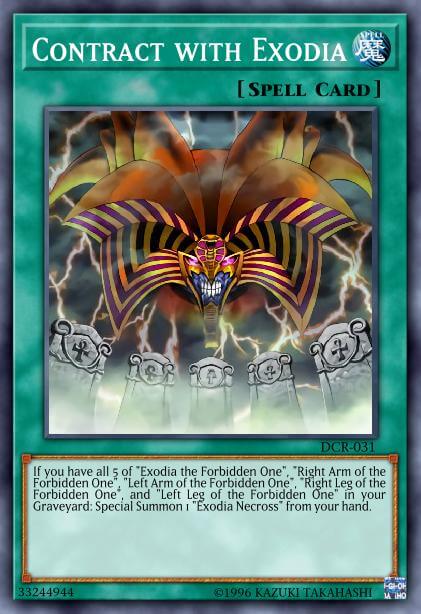 CONTRACT WITH EXODIA
SPELL
魔
[SPELL CARD]
DCR-031
If you have all 5 of "Exodia the Forbidden One", "Right Arm of the
Forbidden One", "Left Arm of the Forbidden One", "Right Leg of the
Forbidden One", and "Left Leg of the Forbidden One" in your
Graveyard: Special Summon 1 "Exodia Necross" from your hand.
33244944
©1996 KAZUKI TAKAHASHI